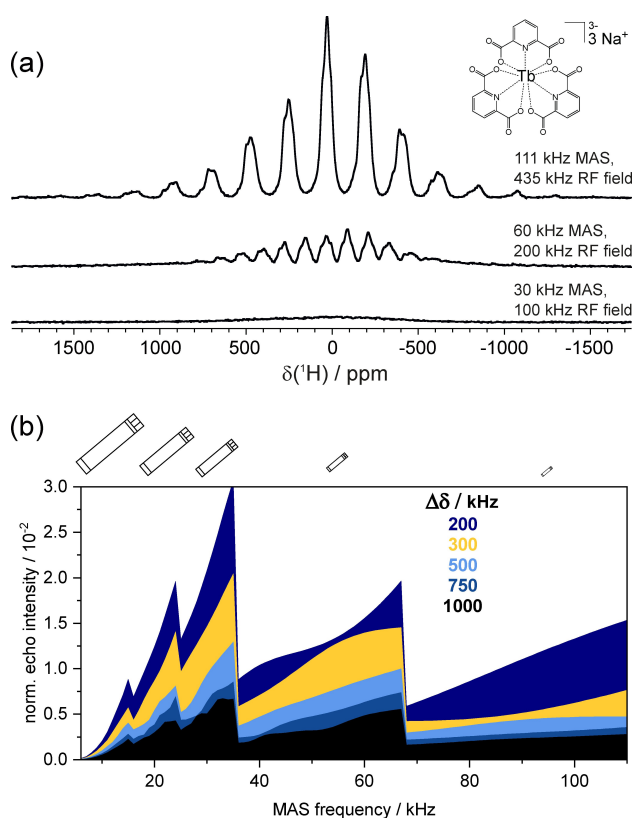 (a)
3-
3 Na⁺
O
O
N
O
O
O
O
Tb
O
O
N
N
O
O
O
O
O
O
111 kHz MAS,
435 kHz RF field
60 kHz MAS,
200 kHz RF field
30 kHz MAS,
100 kHz RF field
1500 1000 500 0 -500 -1000 -1500
δ(¹H) / ppm
(b)
3.0
2.5
2.0
1.5
1.0
0.5
0.0
norm. echo intensity / 10⁻²
Δδ / kHz
200
300
500
750
1000
20 40 60 80 100
MAS frequency / kHz